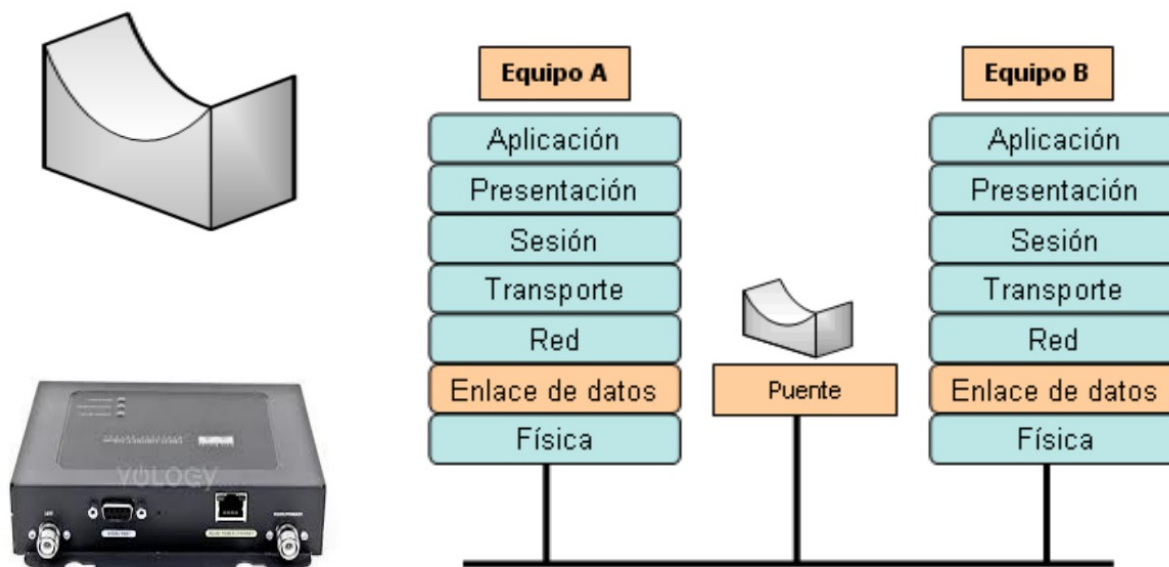 Equipo A
Aplicación
Presentación
Sesión
Transporte
Red
Enlace de datos
Física
Puente
Equipo B
Aplicación
Presentación
Sesión
Transporte
Red
Enlace de datos
Física
VOLOGY